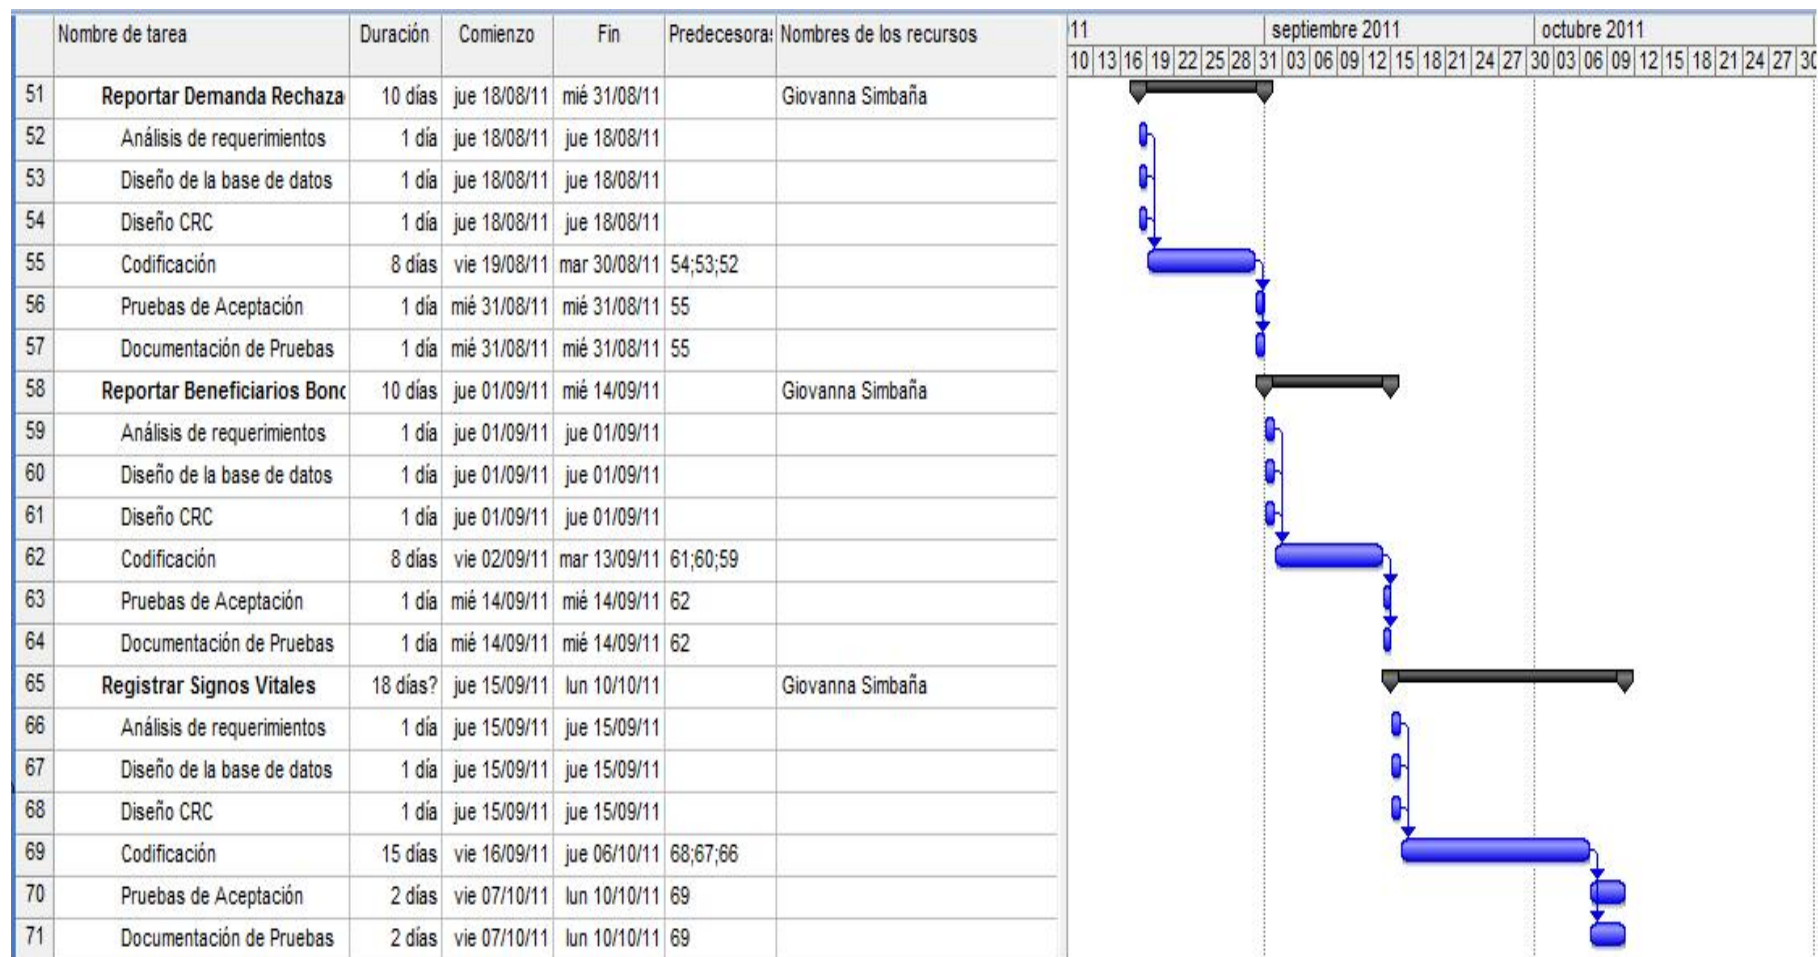 Nombre de tarea Duración Comienzo Fin Predecesoras Nombres de los recursos 11 septiembre 2011 octubre 2011
10 13 16 19 22 25 28 31 03 06 09 12 15 18 21 24 27 30 03 06 09 12 15 18 21 24 27 30
51 Reportar Demanda Rechaza 10 días jue 18/08/11 mié 31/08/11 Giovanna Simbaña
52 Análisis de requerimientos 1 día jue 18/08/11 jue 18/08/11
53 Diseño de la base de datos 1 día jue 18/08/11 jue 18/08/11
54 Diseño CRC 1 día jue 18/08/11 jue 18/08/11
55 Codificación 8 días vie 19/08/11 mar 30/08/11 54;53;52
56 Pruebas de Aceptación 1 día mié 31/08/11 mié 31/08/11 55
57 Documentación de Pruebas 1 día mié 31/08/11 mié 31/08/11 55
58 Reportar Beneficiarios Bono 10 días jue 01/09/11 mié 14/09/11 Giovanna Simbaña
59 Análisis de requerimientos 1 día jue 01/09/11 jue 01/09/11
60 Diseño de la base de datos 1 día jue 01/09/11 jue 01/09/11
61 Diseño CRC 1 día jue 01/09/11 jue 01/09/11
62 Codificación 8 días vie 02/09/11 mar 13/09/11 61;60;59
63 Pruebas de Aceptación 1 día mié 14/09/11 mié 14/09/11 62
64 Documentación de Pruebas 1 día mié 14/09/11 mié 14/09/11 62
65 Registrar Signos Vitales 18 días? jue 15/09/11 lun 10/10/11 Giovanna Simbaña
66 Análisis de requerimientos 1 día jue 15/09/11 jue 15/09/11
67 Diseño de la base de datos 1 día jue 15/09/11 jue 15/09/11
68 Diseño CRC 1 día jue 15/09/11 jue 15/09/11
69 Codificación 15 días vie 16/09/11 jue 06/10/11 68;67;66
70 Pruebas de Aceptación 2 días vie 07/10/11 lun 10/10/11 69
71 Documentación de Pruebas 2 días vie 07/10/11 lun 10/10/11 69